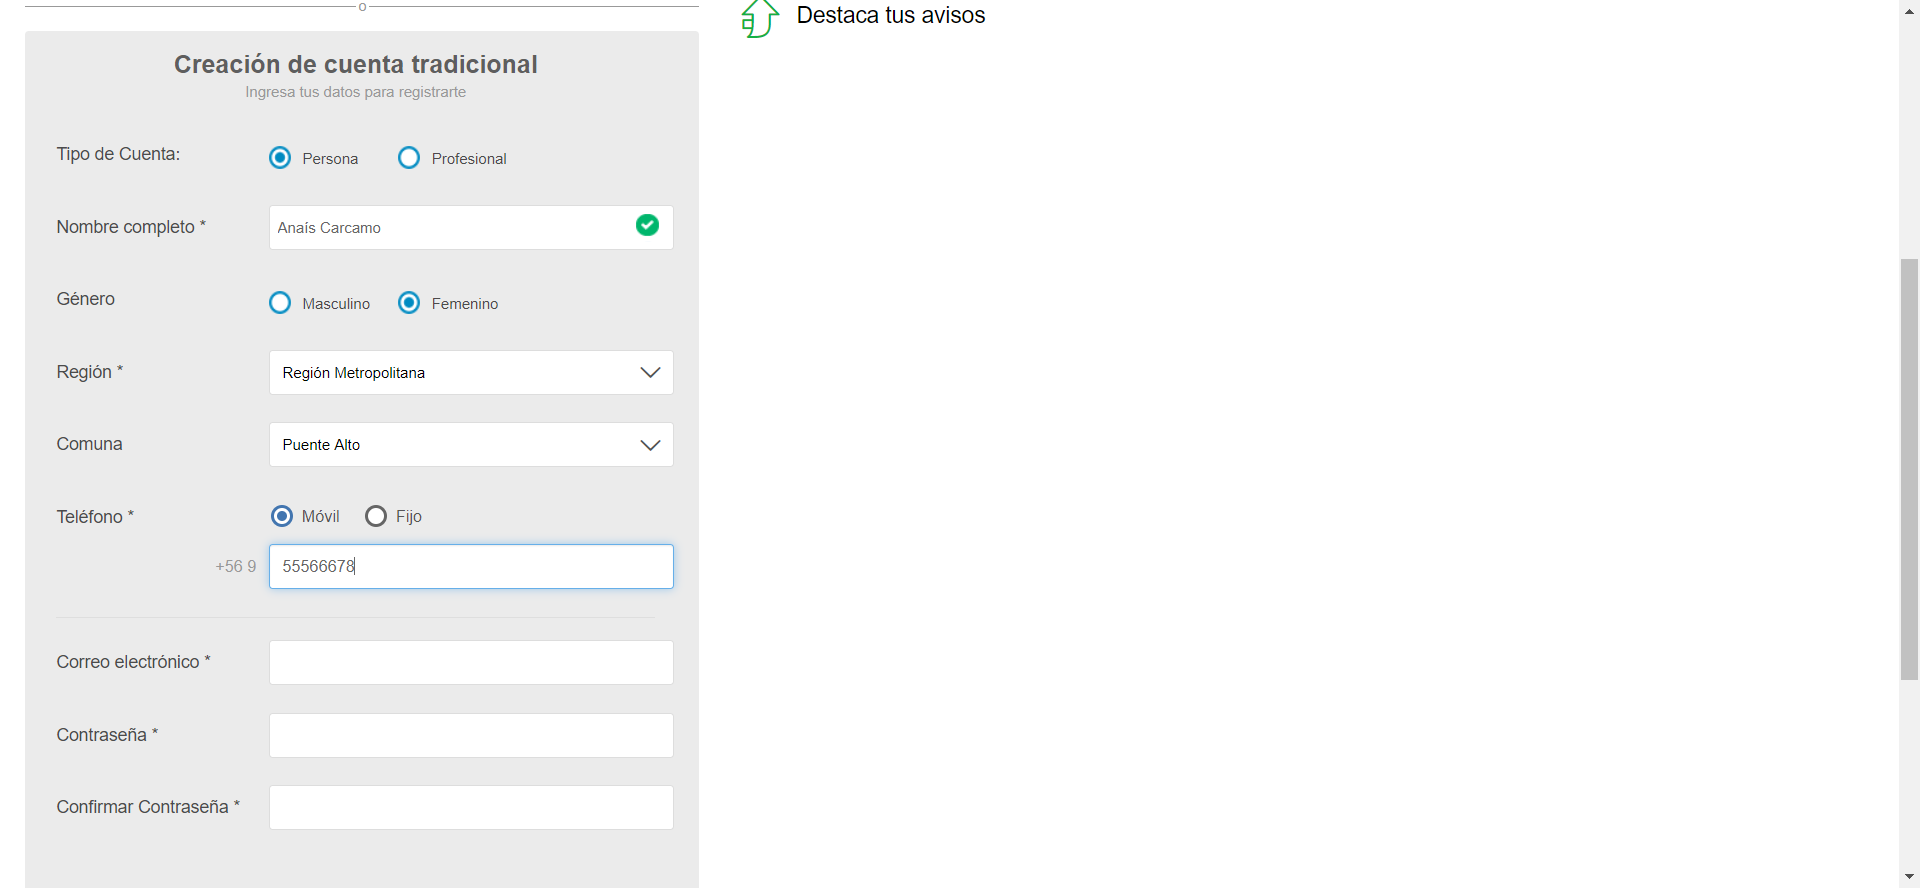 o
Destaca tus avisos
Creación de cuenta tradicional
Ingresa tus datos para registrarte
Tipo de Cuenta:
Persona
Profesional
Nombre completo *
Anaís Carcamo
Género
Masculino
Femenino
Región *
Región Metropolitana
Comuna
Puente Alto
Teléfono *
Móvil
Fijo
+56 9
55566678
Correo electrónico *
Contraseña *
Confirmar Contraseña *